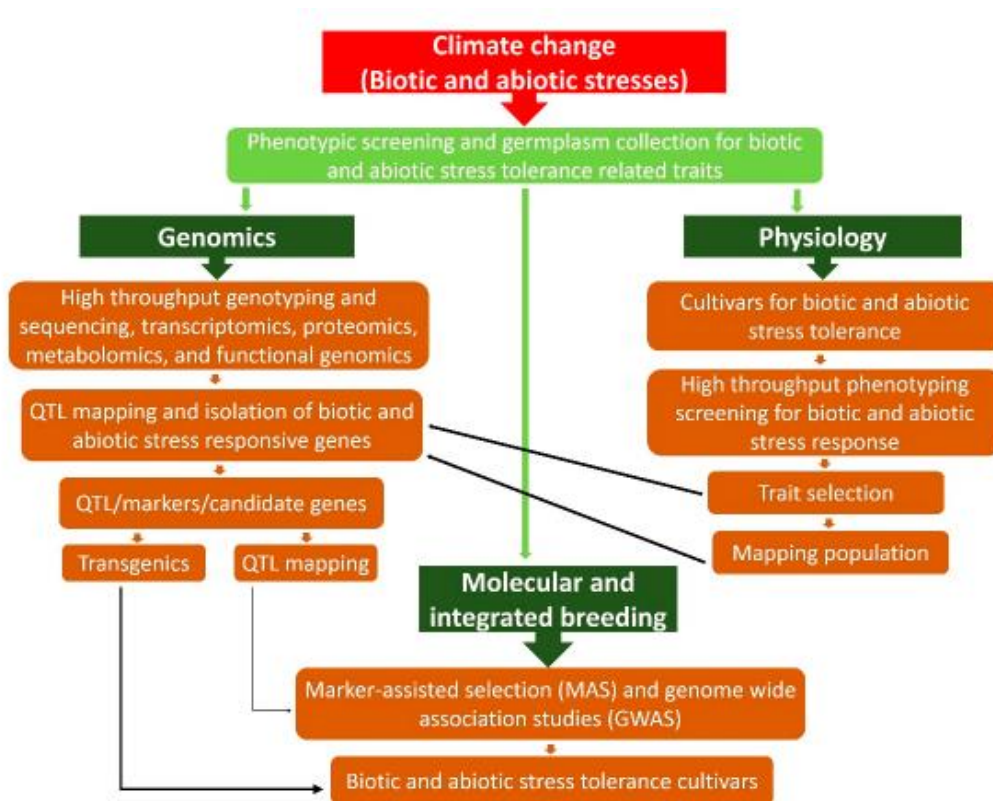 Climate change
(Biotic and abiotic stresses)
Phenotypic screening and germplasm collection for biotic
and abiotic stress tolerance related traits
Genomics
High throughput genotyping and
sequencing, transcriptomics, proteomics,
metabolomics, and functional genomics
QTL mapping and isolation of biotic and
abiotic stress responsive genes
QTL/markers/candidate genes
Transgenics
QTL mapping
Physiology
Cultivars for biotic and abiotic
stress tolerance
High throughput phenotyping
screening for biotic and abiotic
stress response
Trait selection
Mapping population
Molecular and
integrated breeding
Marker-assisted selection (MAS) and genome wide
association studies (GWAS)
Biotic and abiotic stress tolerance cultivars